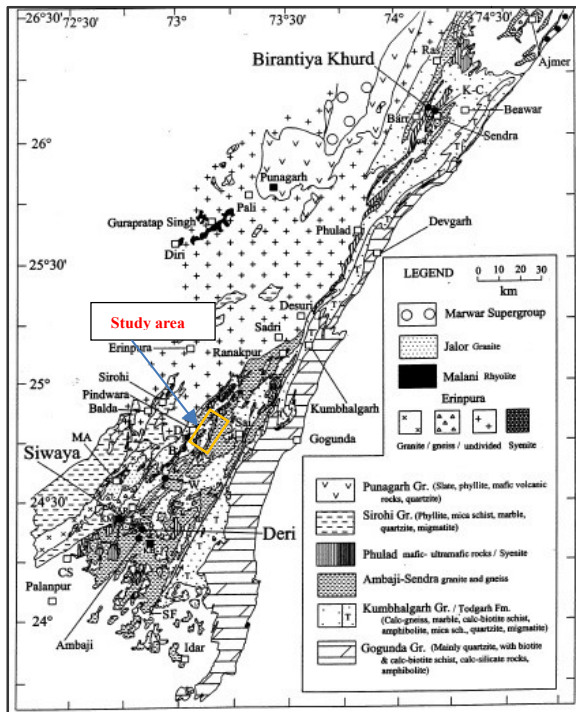 73°
73°30'
74°
74°30'
26°30'
Ras
Ajmer
Birantiya Khurd
K-C
Barr
Beawar
Sendra
26°
Punagarh
Pali
Gurapratap Singh
Diri
Phulad
Devgarh
25°30'
Desuri
Sadri
Ranakpur
Erinpura
Study area
25°
Sirohi
Pindwara
Balda
MA
Siwaya
Kumbhalgarh
Gogunda
24°30'
Deri
Palanpur
CS
24°
SF
Ambaji
Idar
72°30'
73°
73°30'
LEGEND
0 10 20 30
km
Marwar Supergroup
Jalor Granite
Malani Rhyolite
Erinpura
Granite / gneiss / undivided
Syenite
Punagarh Gr. (Slate, phyllite, mafic volcanic
rocks, quartzite)
Sirohi Gr. (Phyllite, mica schist, marble,
quartzite, migmatite)
Phulad mafic- ultramafic rocks / Syenite
Ambaji-Sendra granite and gneiss
Kumbhalgarh Gr. / Todgarh Fm.
(Calc-gneiss, marble, calc-biotite schist,
amphibolite, mica sch., quartzite, migmatite)
T
Gogunda Gr. (Mainly quartzite, with biotite
& calc-biotite schist, calc-silicate rocks,
amphibolite)